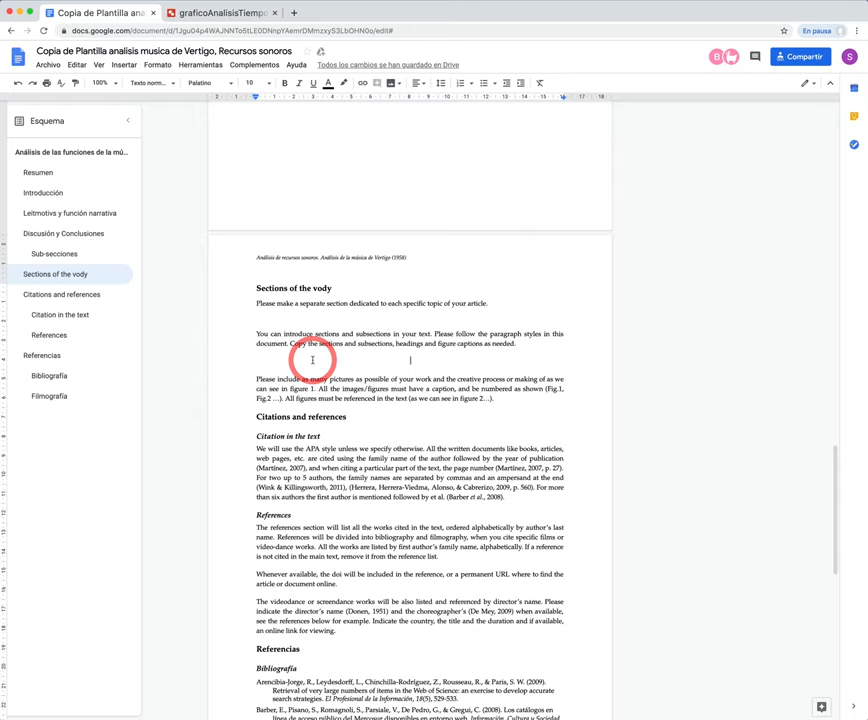 Copia de Plantilla ana
graficoAnalisisTiempo
docs.google.com/document/d/1Jgu04p4WAJNNTo5tLE0DNnpYAemrDMmzxyS3LbOHN0o/edit#
En pausa
Copia de Plantilla analisis musica de Vertigo, Recursos sonoros
Archivo Editar Ver Insertar Formato Herramientas Complementos Ayuda
Todos los cambios se han guardado en Drive
B
Compartir
S
100% Texto norm... Palatino 10 B I U A
2 1 1 2 3 4 5 6 7 8 9 10 11 12 13 14 15 16 17 18
Esquema
Análisis de las funciones de la mú...
Resumen
Introducción
Leitmotivs y función narrativa
Discusión y Conclusiones
Sub-secciones
Sections of the vody
Citations and references
Citation in the text
References
Referencias
Bibliografía
Filmografía
Análisis de recursos sonoros. Análisis de la música de Vertigo (1958)
Sections of the vody
Please make a separate section dedicated to each specific topic of your article.
You can introduce sections and subsections in your text. Please follow the paragraph styles in this
document. Copy the sections and subsections, headings and figure captions as needed.
Please include as many pictures as possible of your work and the creative process or making of as we
can see in figure 1. All the images/figures must have a caption, and be numbered as shown (Fig.1,
Fig.2 ...). All figures must be referenced in the text (as we can see in figure 2...).
Citations and references
Citation in the text
We will use the APA style unless we specify otherwise. All the written documents like books, articles,
web pages, etc. are cited using the family name of the author followed by the year of publication
(Martínez, 2007), and when citing a particular part of the text, the page number (Martínez, 2007, p. 27).
For two up to 5 authors, the family names are separated by commas and an ampersand at the end
(Wink & Killingsworth, 2011), (Herrera, Herrera-Viedma, Alonso, & Cabrerizo, 2009, p. 560). For more
than six authors the first author is mentioned followed by et al. (Barber et al., 2008).
References
The references section will list all the works cited in the text, ordered alphabetically by author's last
name. References will be divided into bibliography and filmography, when you cite specific films or
video-dance works. All the works are listed by first author's family name, alphabetically. If a reference
is not cited in the main text, remove it from the reference list.
Whenever available, the doi will be included in the reference, or a permanent URL where to find the
article or document online.
The videodance or screendance works will be also listed and referenced by director's name. Please
indicate the director's name (Donen, 1951) and the choreographer's (De Mey, 2009) when available,
see the references below for example. Indicate the country, the title and the duration and if available,
an online link for viewing.
Referencias
Bibliografía
Arencibia-Jorge, R., Leydesdorff, L., Chinchilla-Rodríguez, Z., Rousseau, R., & Paris, S. W. (2009).
Retrieval of very large numbers of items in the Web of Science: an exercise to develop accurate
search strategies. El Profesional de la Información, 18(5), 529-533.
Barber, E., Pisano, S., Romagnoli, S., Parsiale, V., De Pedro, G., & Gregui, C. (2008). Los catálogos en
línea de acceso público del Mercosur disponibles en entorno web. Información, Cultura y Sociedad